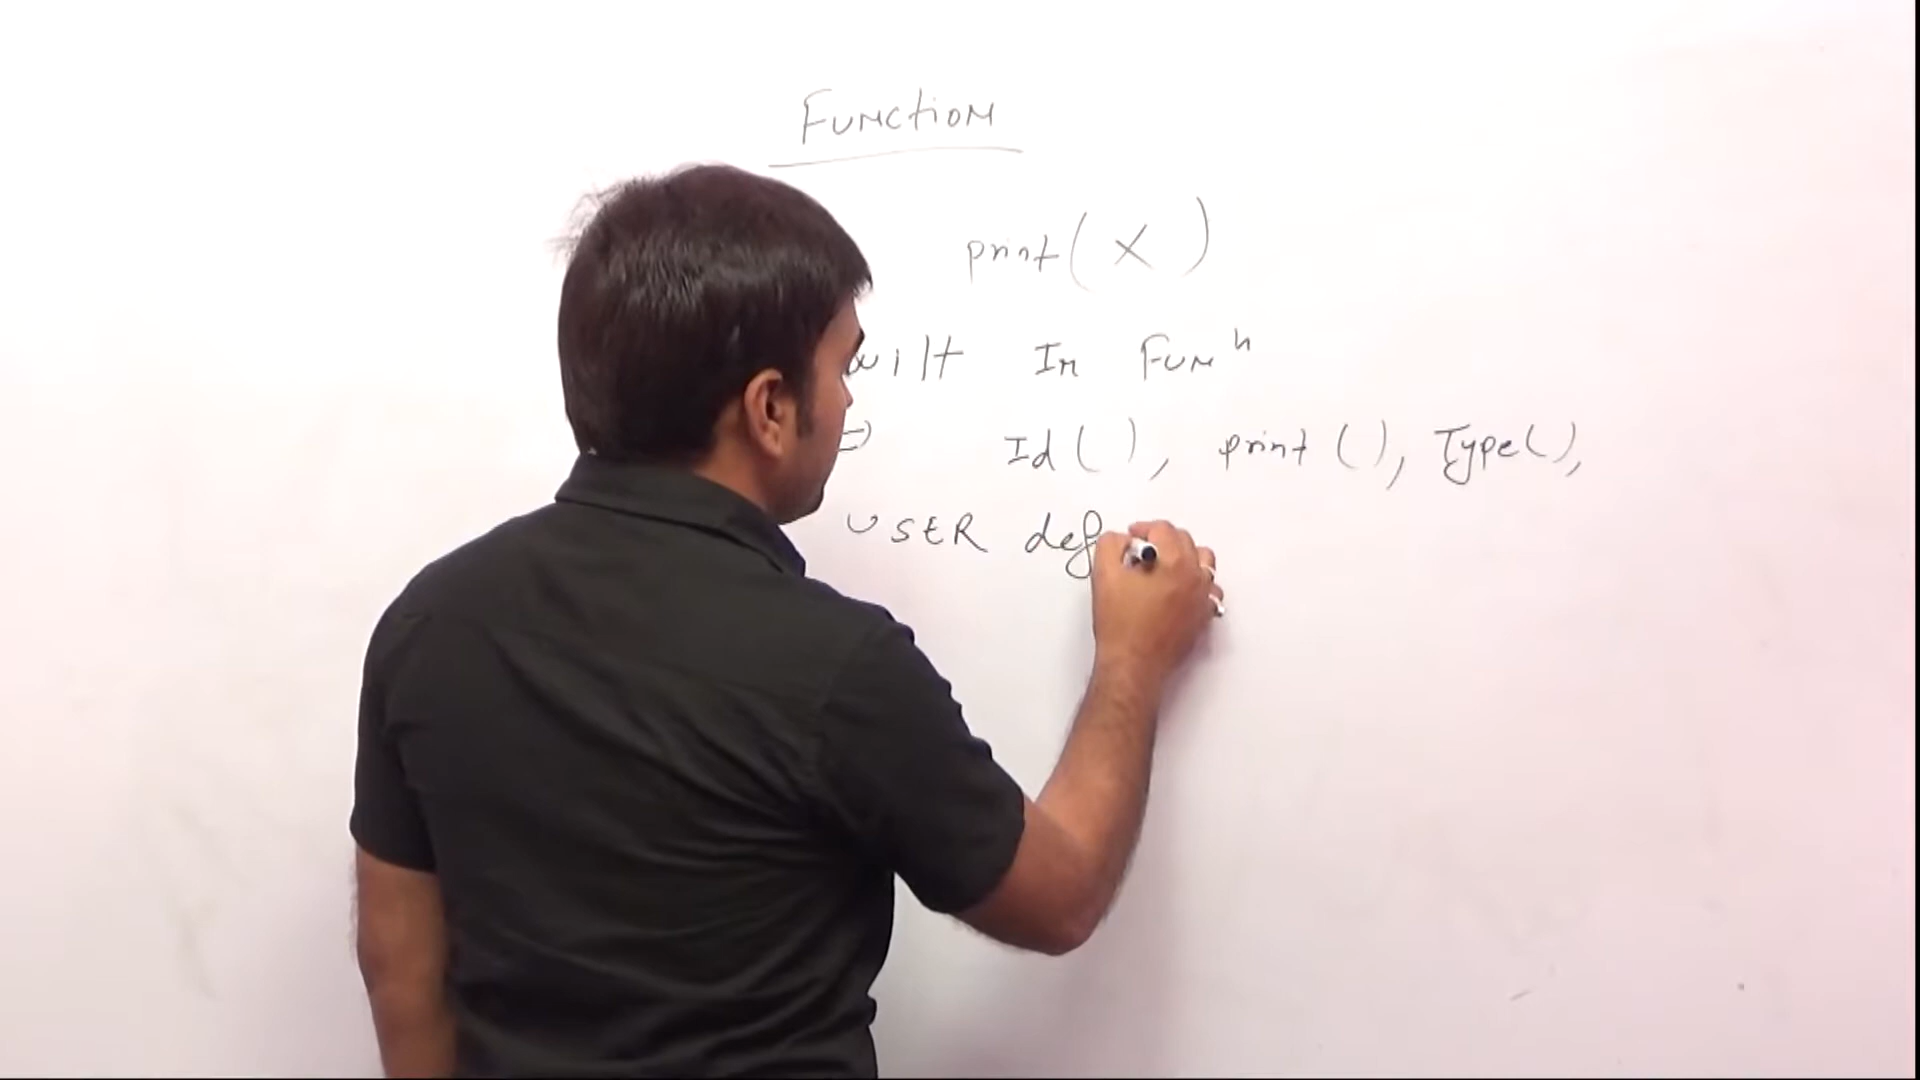 Function
print( X )
uilt In Funⁿ
Id( ), print( ), Type(),
USER def